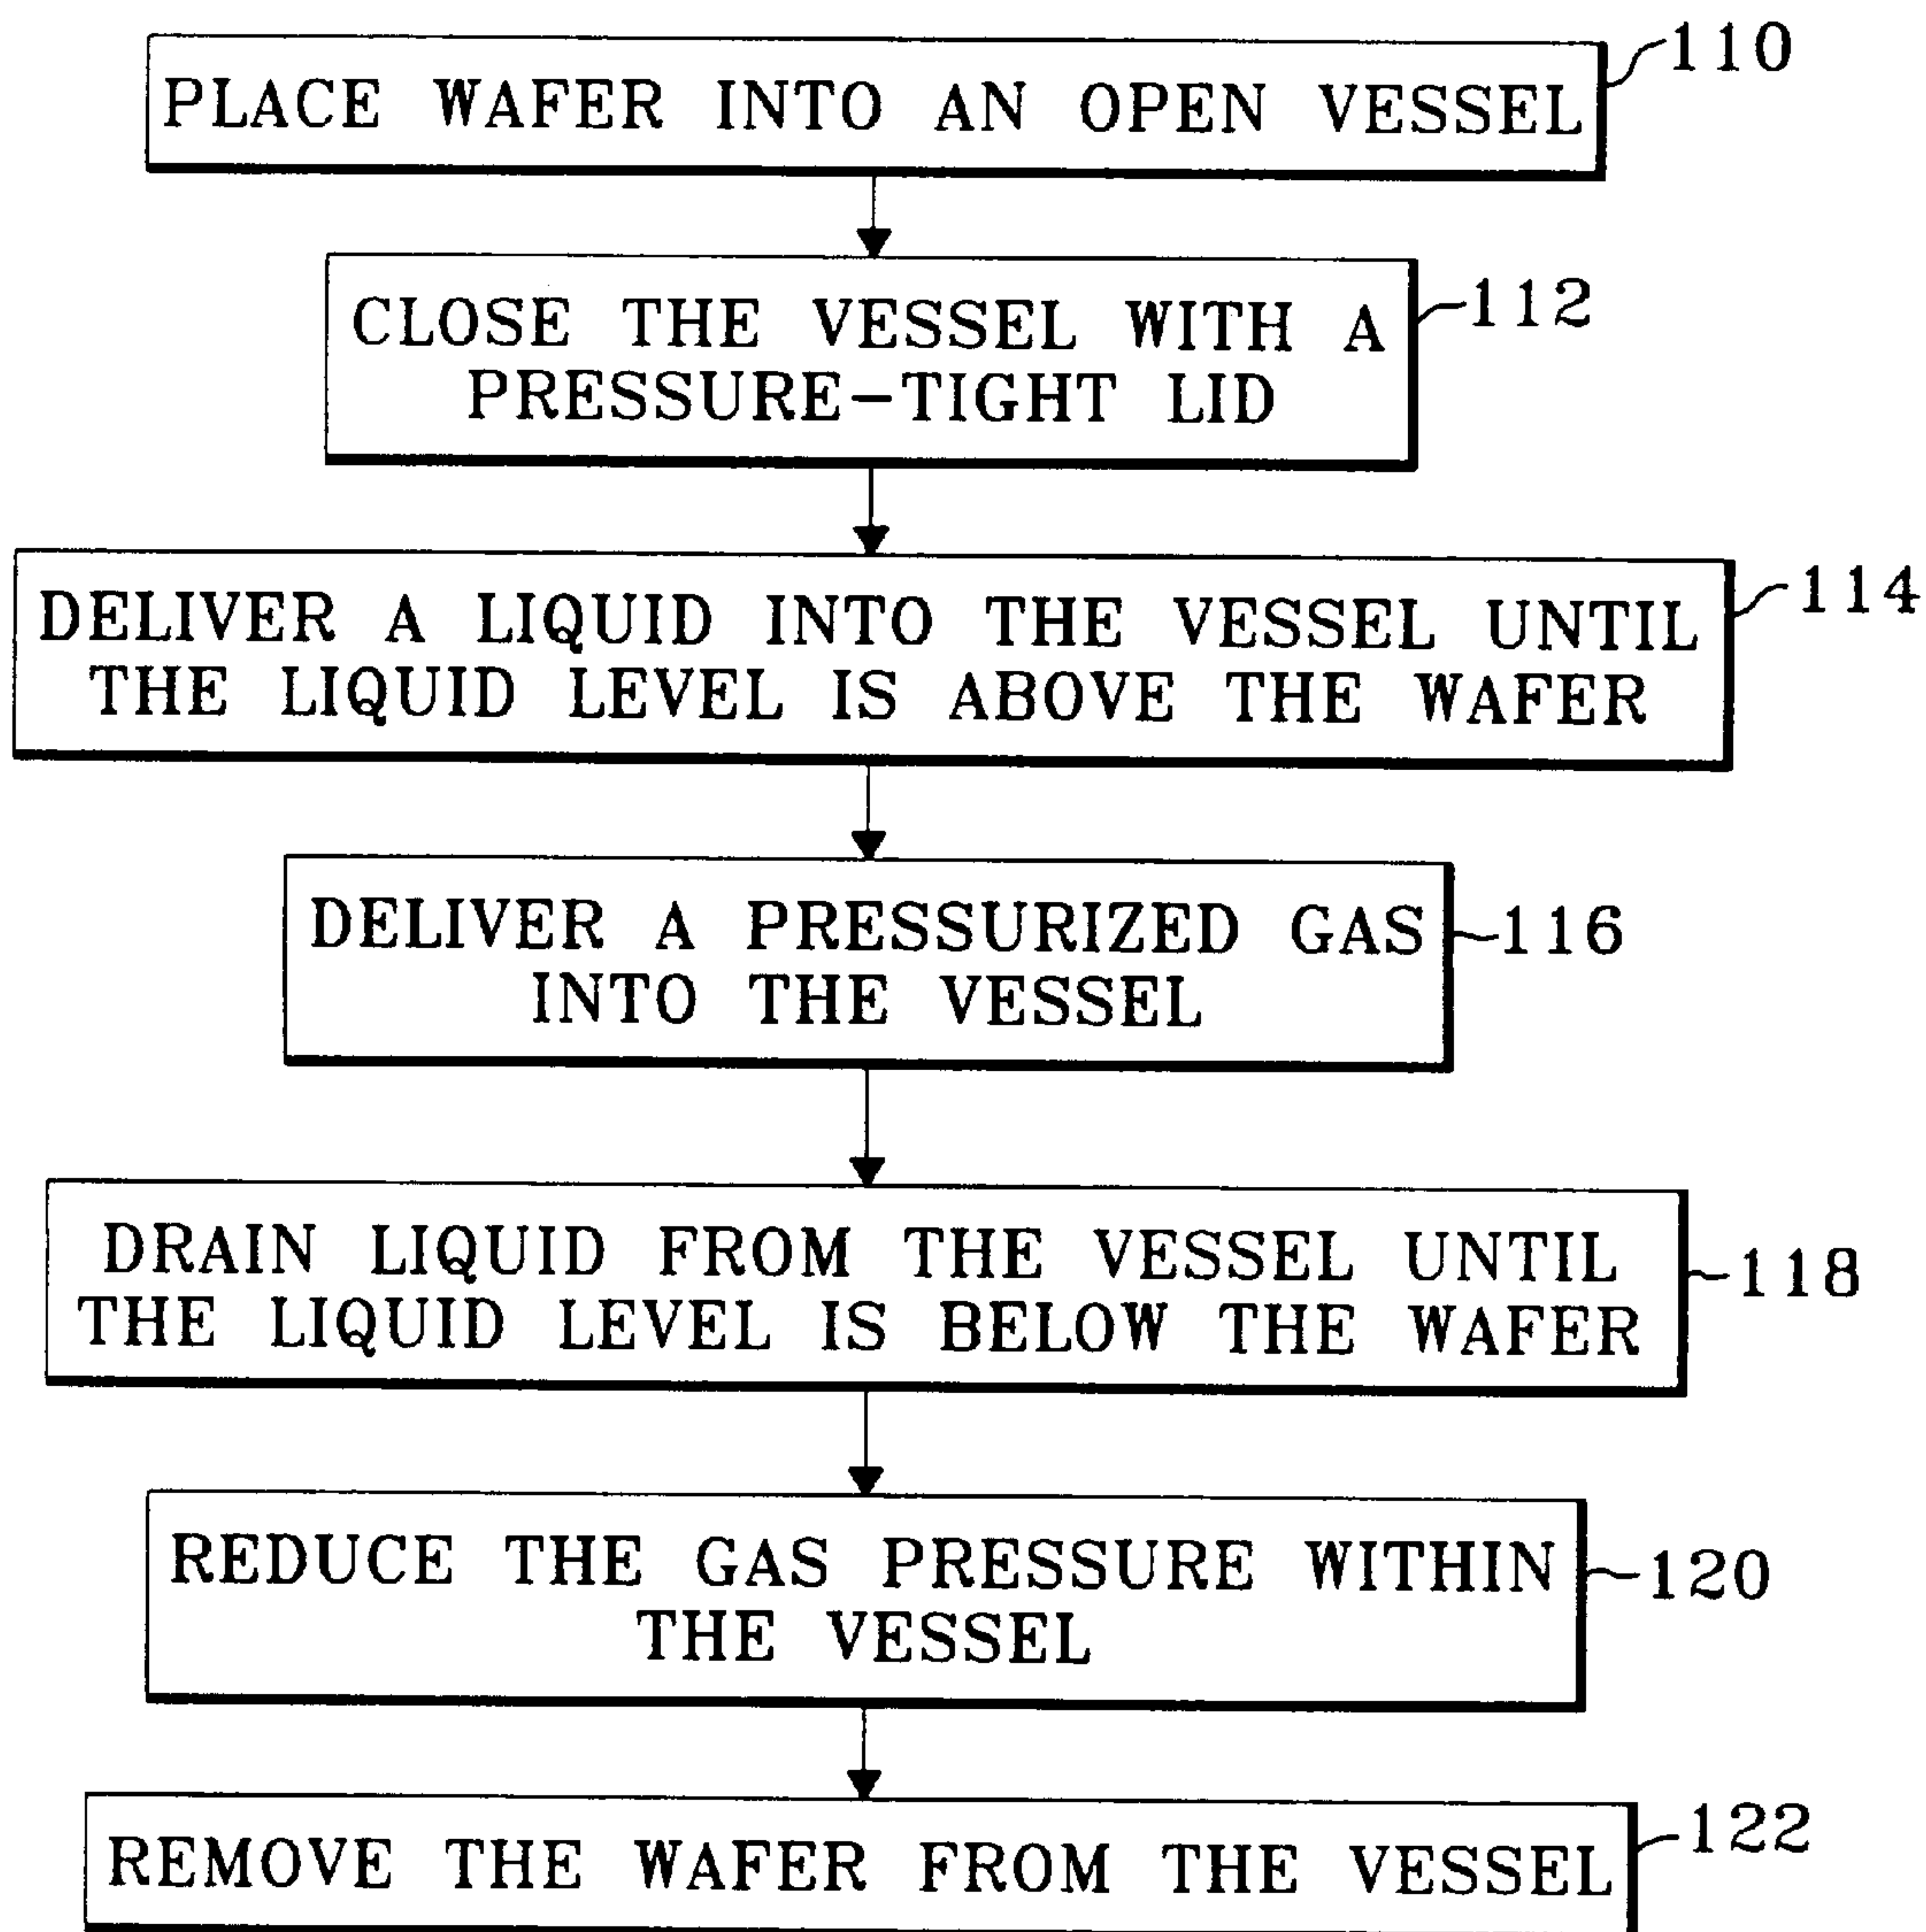 PLACE WAFER INTO AN OPEN VESSEL
110
CLOSE THE VESSEL WITH A
PRESSURE-TIGHT LID
112
DELIVER A LIQUID INTO THE VESSEL UNTIL
THE LIQUID LEVEL IS ABOVE THE WAFER
114
DELIVER A PRESSURIZED GAS
INTO THE VESSEL
116
DRAIN LIQUID FROM THE VESSEL UNTIL
THE LIQUID LEVEL IS BELOW THE WAFER
118
REDUCE THE GAS PRESSURE WITHIN
THE VESSEL
120
REMOVE THE WAFER FROM THE VESSEL
122